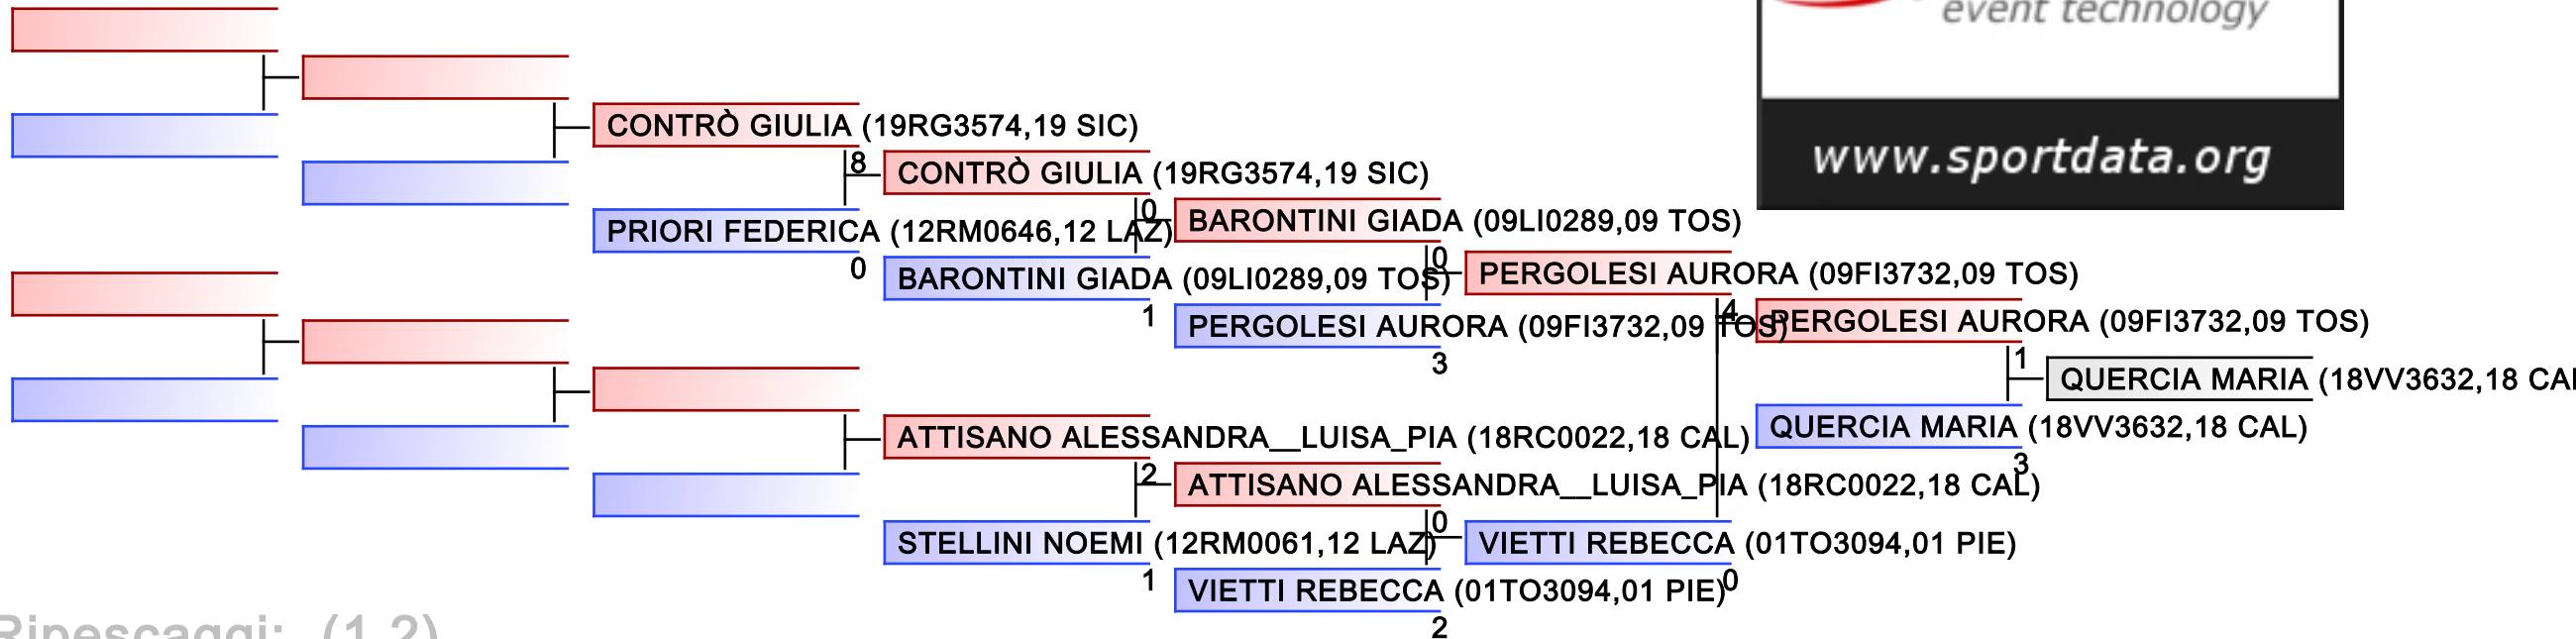 event technology
www.sportdata.org
CONTRÒ GIULIA (19RG3574,19 SIC)
8
CONTRÒ GIULIA (19RG3574,19 SIC)
PRIORI FEDERICA (12RM0646,12 LAZ)
0
0
BARONTINI GIADA (09LI0289,09 TOS)
BARONTINI GIADA (09LI0289,09 TOS)
1
0
PERGOLESI AURORA (09FI3732,09 TOS)
PERGOLESI AURORA (09FI3732,09 TOS)
3
4
PERGOLESI AURORA (09FI3732,09 TOS)
1
QUERCIA MARIA (18VV3632,18 CAL
QUERCIA MARIA (18VV3632,18 CAL)
3
ATTISANO ALESSANDRA__LUISA_PIA (18RC0022,18 CAL)
2
ATTISANO ALESSANDRA__LUISA_PIA (18RC0022,18 CAL)
STELLINI NOEMI (12RM0061,12 LAZ)
1
0
VIETTI REBECCA (01TO3094,01 PIE)
0
VIETTI REBECCA (01TO3094,01 PIE)
2
Ripescaggi: (1,2)